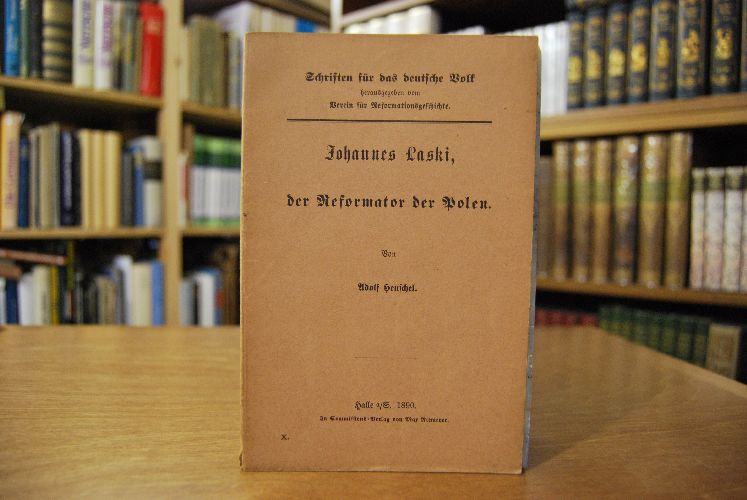 Schriften für das deutsche Volk
herausgegeben vom
Verein für Reformationsgeschichte.
Johannes Laski,
der Reformator der Polen.
Von
Adolf Henschel.
Halle a/S. 1890.
In Commissions-Verlag von Max Niemeyer.
X.